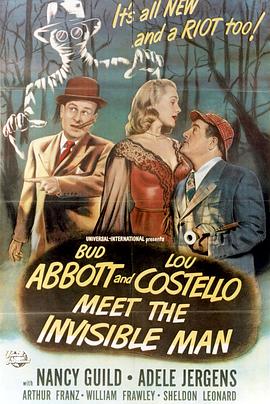 It's all NEW
and a RIOT too!
UNIVERSAL-INTERNATIONAL presents
BUD
LOU
ABBOTT and COSTELLO
MEET THE
INVISIBLE MAN
with
NANCY GUILD · ADELE JERGENS
ARTHUR FRANZ · WILLIAM FRAWLEY · SHELDON LEONARD